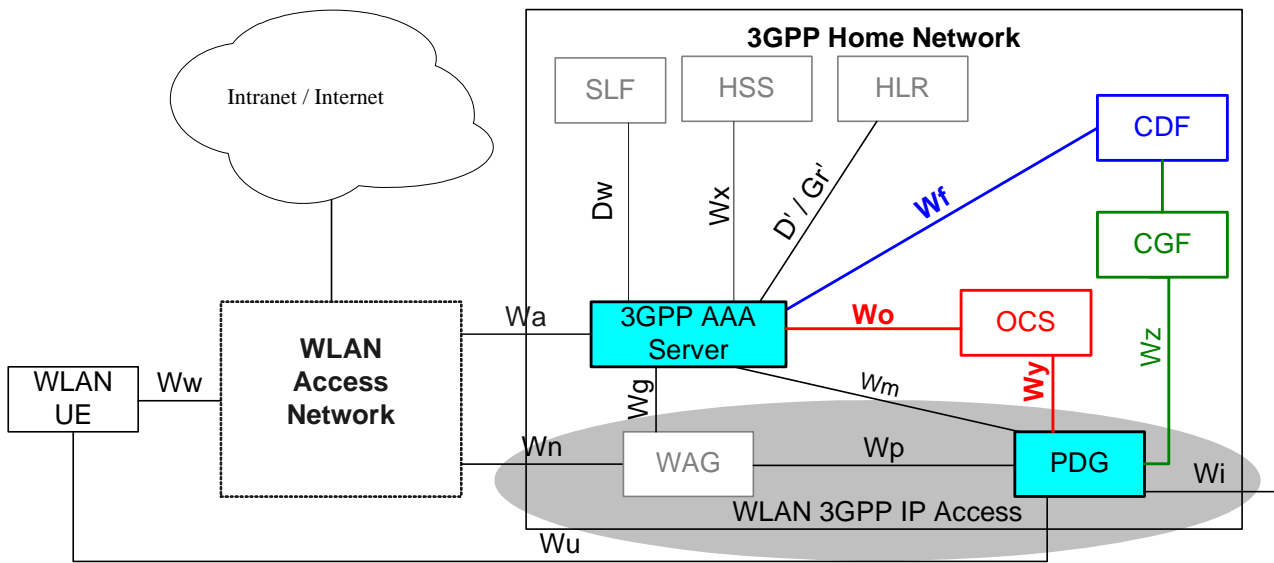 3GPP Home Network
Intranet / Internet
SLF
HSS
HLR
CDF
Dw
Wx
D' / Gr'
Wf
CGF
Wa
3GPP AAA
Server
Wo
OCS
Wz
WLAN
Access
Network
WLAN
UE
Ww
Wg
Wm
Wy
Wn
WAG
Wp
PDG
Wi
WLAN 3GPP IP Access
Wu